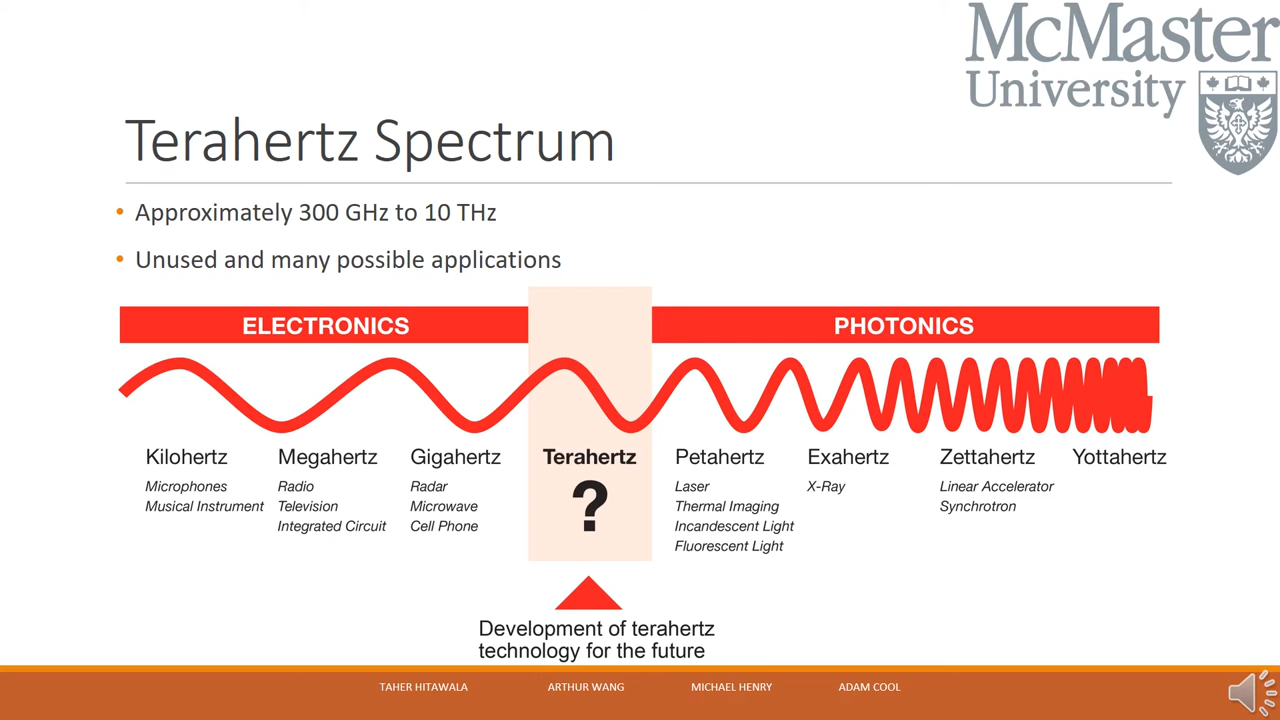 McMaster
University
Terahertz Spectrum
• Approximately 300 GHz to 10 THz
• Unused and many possible applications
ELECTRONICS
PHOTONICS
Kilohertz Megahertz Gigahertz Terahertz Petahertz Exahertz Zettahertz Yottahertz
Microphones Radio Radar ? Laser X-Ray Linear Accelerator
Musical Instrument Television Microwave Thermal Imaging Synchrotron
Integrated Circuit Cell Phone Incandescent Light
Fluorescent Light
Development of terahertz
technology for the future
TAHER HITAWALA ARTHUR WANG MICHAEL HENRY ADAM COOL